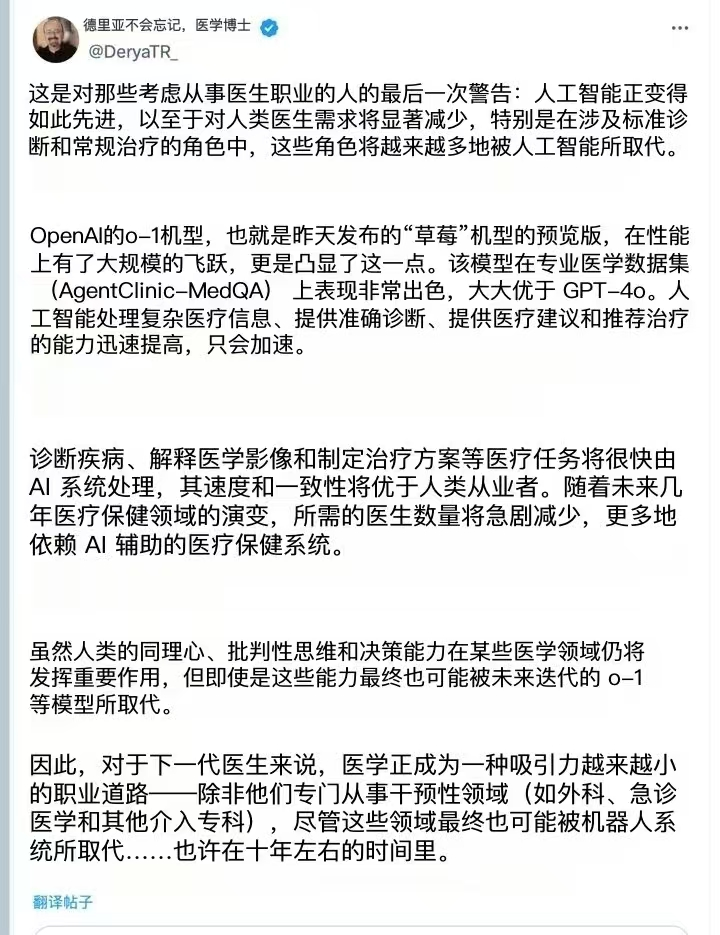 德里亚不会忘记，医学博士
@DeryaTR_
这是对那些考虑从事医生职业的人的最后一次警告：人工智能正变得
如此先进，以至于对人类医生需求将显著减少，特别是在涉及标准诊
断和常规治疗的角色中，这些角色将越来越多地被人工智能所取代。
OpenAI的o-1机型，也就是昨天发布的“草莓”机型的预览版，在性能
上有了大规模的飞跃，更是凸显了这一点。该模型在专业医学数据集
（AgentClinic-MedQA） 上表现非常出色，大大优于 GPT-4o。人
工智能处理复杂医疗信息、提供准确诊断、提供医疗建议和推荐治疗
的能力迅速提高，只会加速。
诊断疾病、解释医学影像和制定治疗方案等医疗任务将很快由
AI 系统处理，其速度和一致性将优于人类从业者。随着未来几
年医疗保健领域的演变，所需的医生数量将急剧减少，更多地
依赖 AI 辅助的医疗保健系统。
虽然人类的同理心、批判性思维和决策能力在某些医学领域仍将
发挥重要作用，但即使是这些能力最终也可能被未来迭代的 o-1
等模型所取代。
因此，对于下一代医生来说，医学正成为一种吸引力越来越小
的职业道路——除非他们专门从事干预性领域（如外科、急诊
医学和其他介入专科），尽管这些领域最终也可能被机器人系
统所取代......也许在十年左右的时间里。
翻译帖子